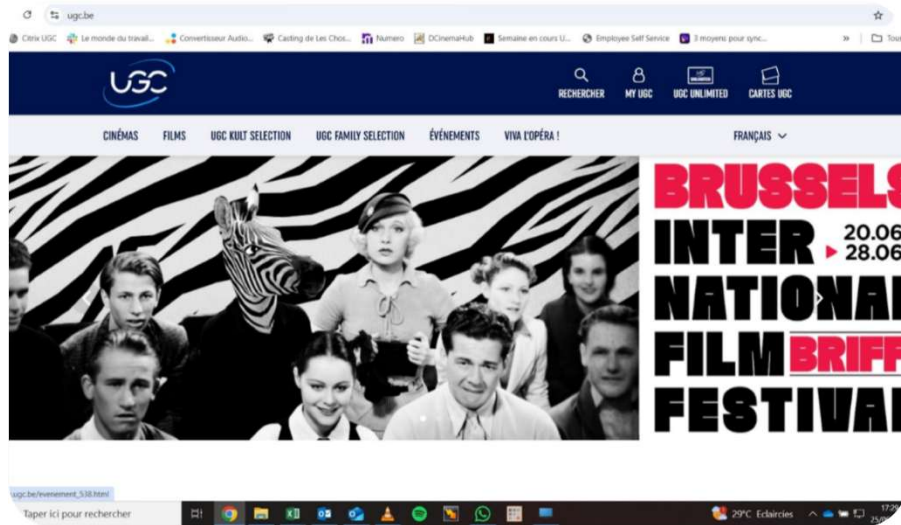 ugc.be
Citrix UGC Le monde du travail... Convertisseur Audio... Casting de Les Chos... Numero DCinemaHub Semaine en cours U... Employee Self Service 3 moyens pour sync... » Tous
UGC
RECHERCHER MY UGC UGC UNLIMITED CARTES UGC
CINÉMAS FILMS UGC KULT SELECTION UGC FAMILY SELECTION ÉVÉNEMENTS VIVA L'OPÉRA ! FRANÇAIS
BRUSSELS
INTER 20.06
28.06
NATIONAL
FILM BRIFF
FESTIVAL
ugc.be/evenement_538.html
Taper ici pour rechercher 29°C Eclaircies 17:29